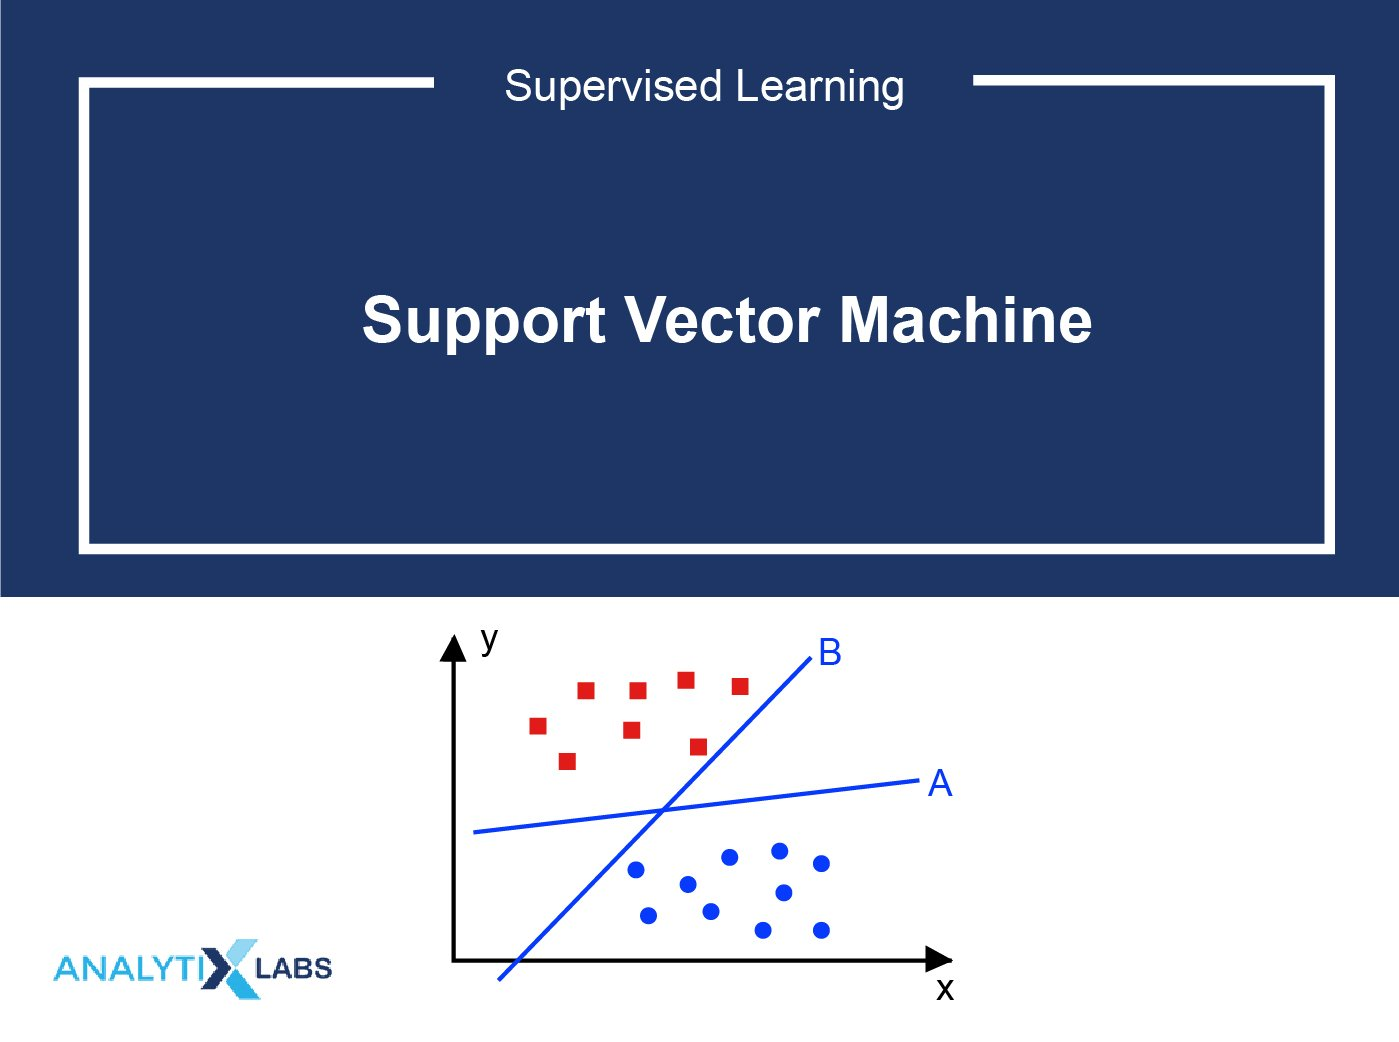 Supervised Learning
Support Vector Machine
y
B
A
x
ANALYTIX LABS